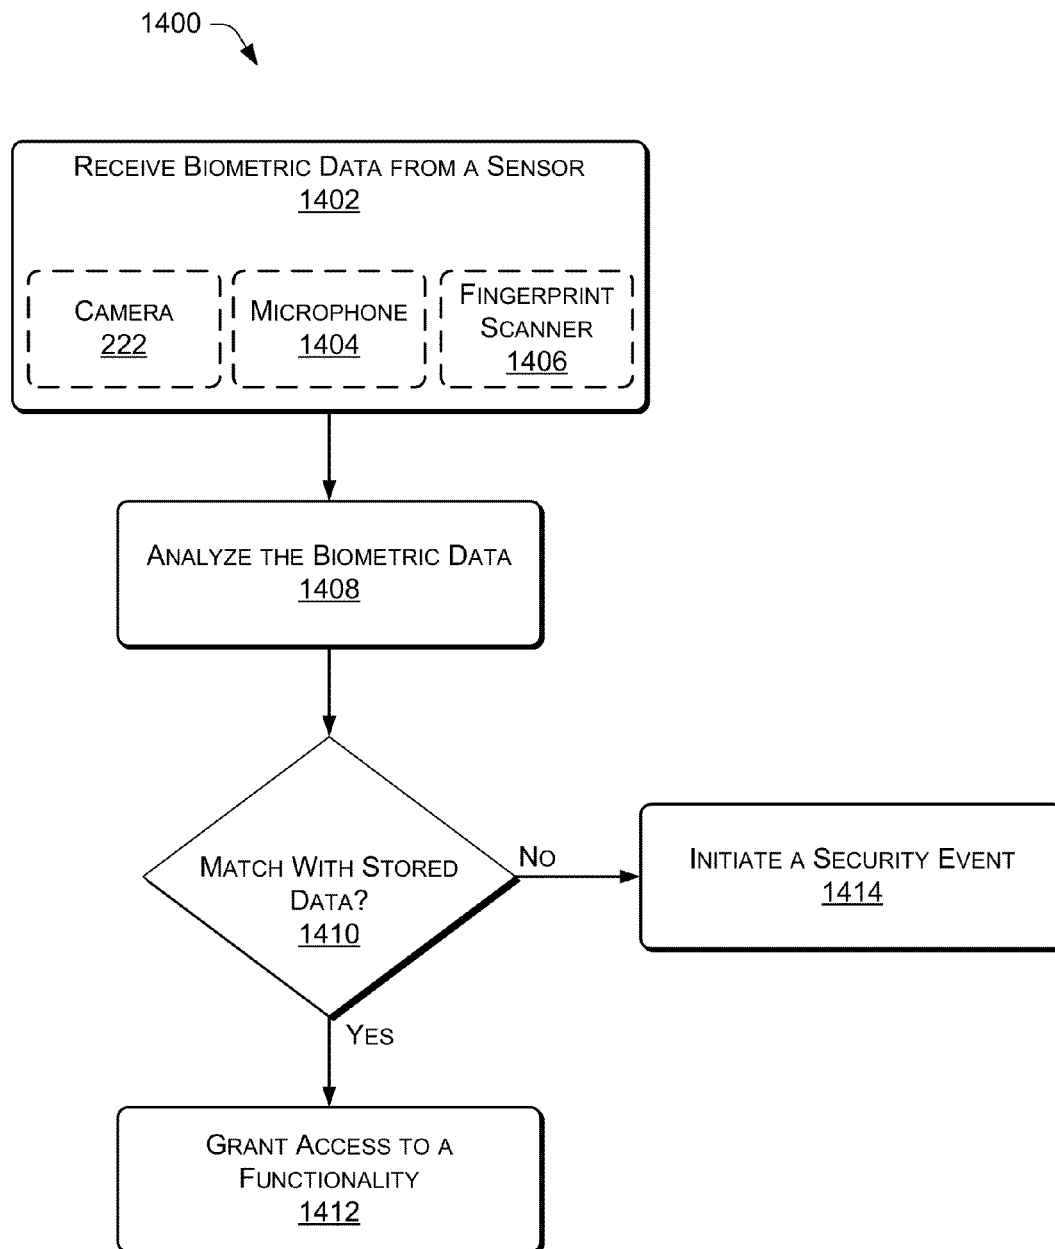 1400
RECEIVE BIOMETRIC DATA FROM A SENSOR
1402
CAMERA
222
MICROPHONE
1404
FINGERPRINT
SCANNER
1406
ANALYZE THE BIOMETRIC DATA
1408
MATCH WITH STORED
DATA?
1410
NO
INITIATE A SECURITY EVENT
1414
YES
GRANT ACCESS TO A
FUNCTIONALITY
1412